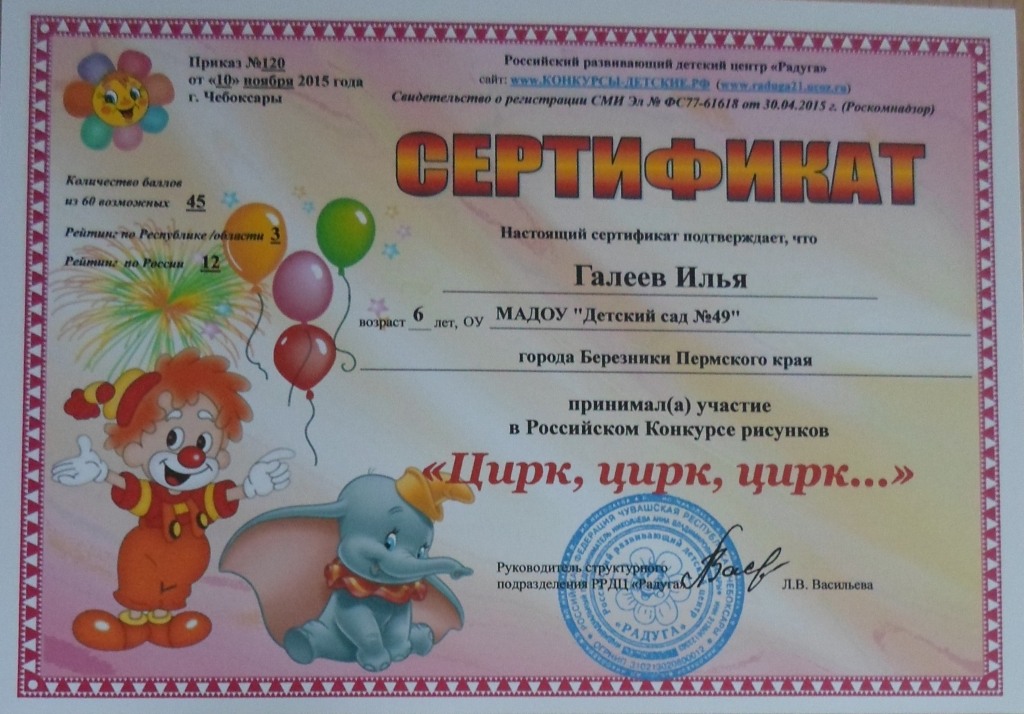 Приказ №120
от «10» ноября 2015 года
г. Чебоксары
Российский развивающий детский центр «Радуга»
сайт: www.КОНКУРСЫ-ДЕТСКИЕ.РФ (www.raduga21.ucoz.ru)
Свидетельство о регистрации СМИ Эл № ФС77-61618 от 30.04.2015 г. (Роскомнадзор)
СЕРТИФИКАТ
Количество баллов
из 60 возможных 45
Рейтинг по Республике/области 3
Рейтинг по России 12
Настоящий сертификат подтверждает, что
Галеев Илья
возраст 6 лет, ОУ МАДОУ "Детский сад №49"
города Березники Пермского края
принимал(а) участие
в Российском Конкурсе рисунков
«Цирк, цирк, цирк...»
Руководитель структурного
подразделения РРДЦ «Радуга» Л.В. Васильева
«РАДУГА»